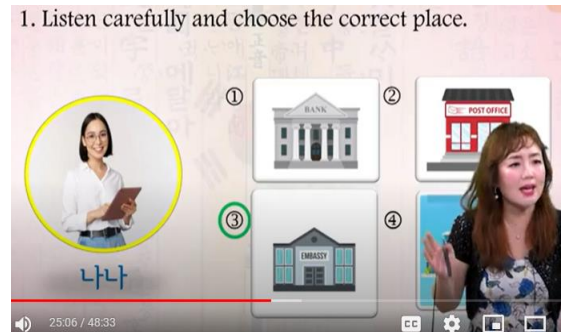 1. Listen carefully and choose the correct place.
① ②
BANK
POST OFFICE
③ ④
EMBASSY
나나
25:06 / 48:33
CC